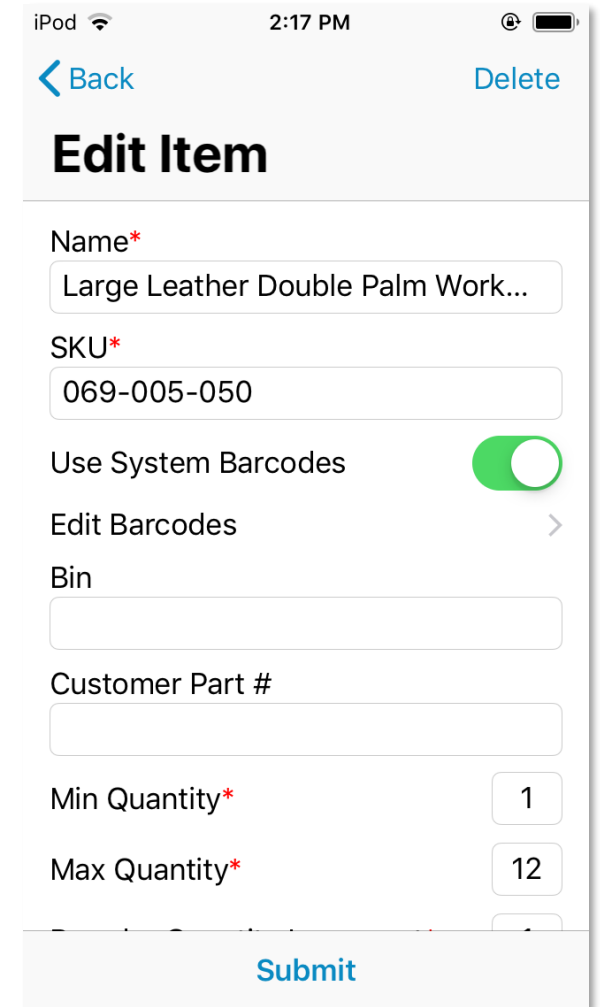 iPod 2:17 PM
Back Delete
Edit Item
Name*
Large Leather Double Palm Work...
SKU*
069-005-050
Use System Barcodes
Edit Barcodes
Bin
Customer Part #
Min Quantity* 1
Max Quantity* 12
Submit